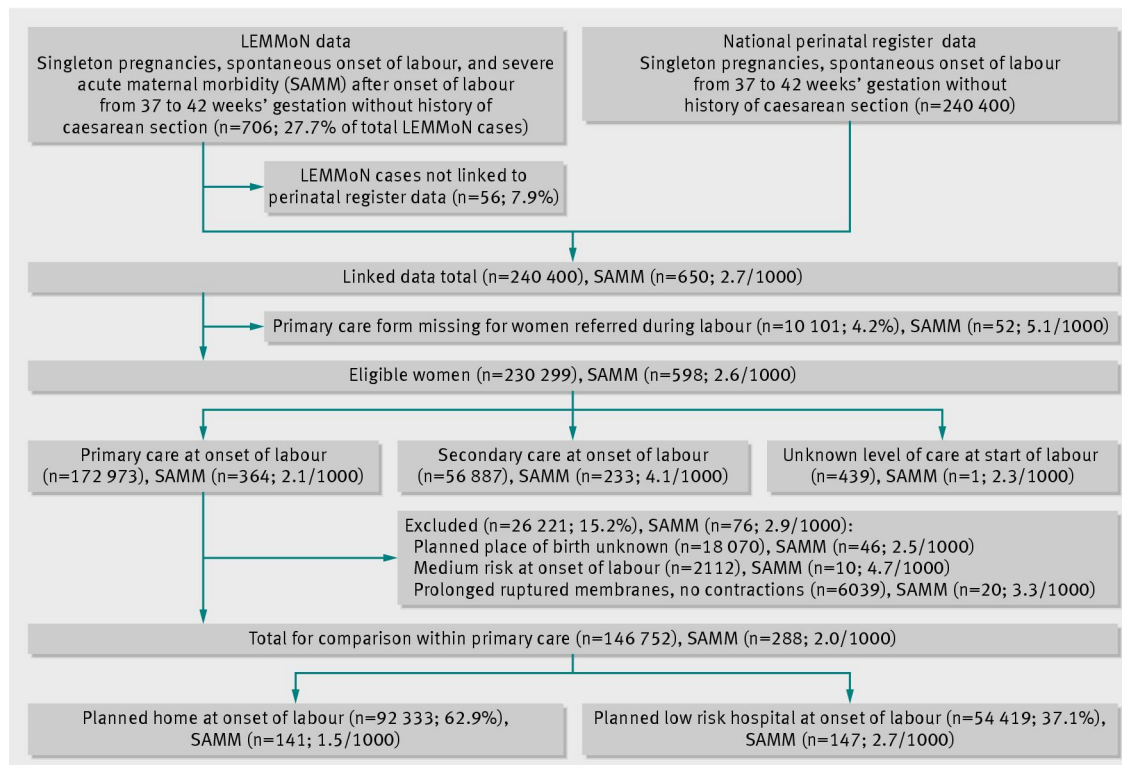 LEMMoN data
Singleton pregnancies, spontaneous onset of labour, and severe
acute maternal morbidity (SAMM) after onset of labour
from 37 to 42 weeks' gestation without history of
caesarean section (n=706; 27.7% of total LEMMoN cases)
National perinatal register data
Singleton pregnancies, spontaneous onset of labour
from 37 to 42 weeks' gestation without
history of caesarean section (n=240 400)
LEMMoN cases not linked to
perinatal register data (n=56; 7.9%)
Linked data total (n=240 400), SAMM (n=650; 2.7/1000)
Primary care form missing for women referred during labour (n=10 101; 4.2%), SAMM (n=52; 5.1/1000)
Eligible women (n=230 299), SAMM (n=598; 2.6/1000)
Primary care at onset of labour
(n=172 973), SAMM (n=364; 2.1/1000)
Secondary care at onset of labour
(n=56 887), SAMM (n=233; 4.1/1000)
Unknown level of care at start of labour
(n=439), SAMM (n=1; 2.3/1000)
Excluded (n=26 221; 15.2%), SAMM (n=76; 2.9/1000):
Planned place of birth unknown (n=18 070), SAMM (n=46; 2.5/1000)
Medium risk at onset of labour (n=2112), SAMM (n=10; 4.7/1000)
Prolonged ruptured membranes, no contractions (n=6039), SAMM (n=20; 3.3/1000)
Total for comparison within primary care (n=146 752), SAMM (n=288; 2.0/1000)
Planned home at onset of labour (n=92 333; 62.9%),
SAMM (n=141; 1.5/1000)
Planned low risk hospital at onset of labour (n=54 419; 37.1%),
SAMM (n=147; 2.7/1000)